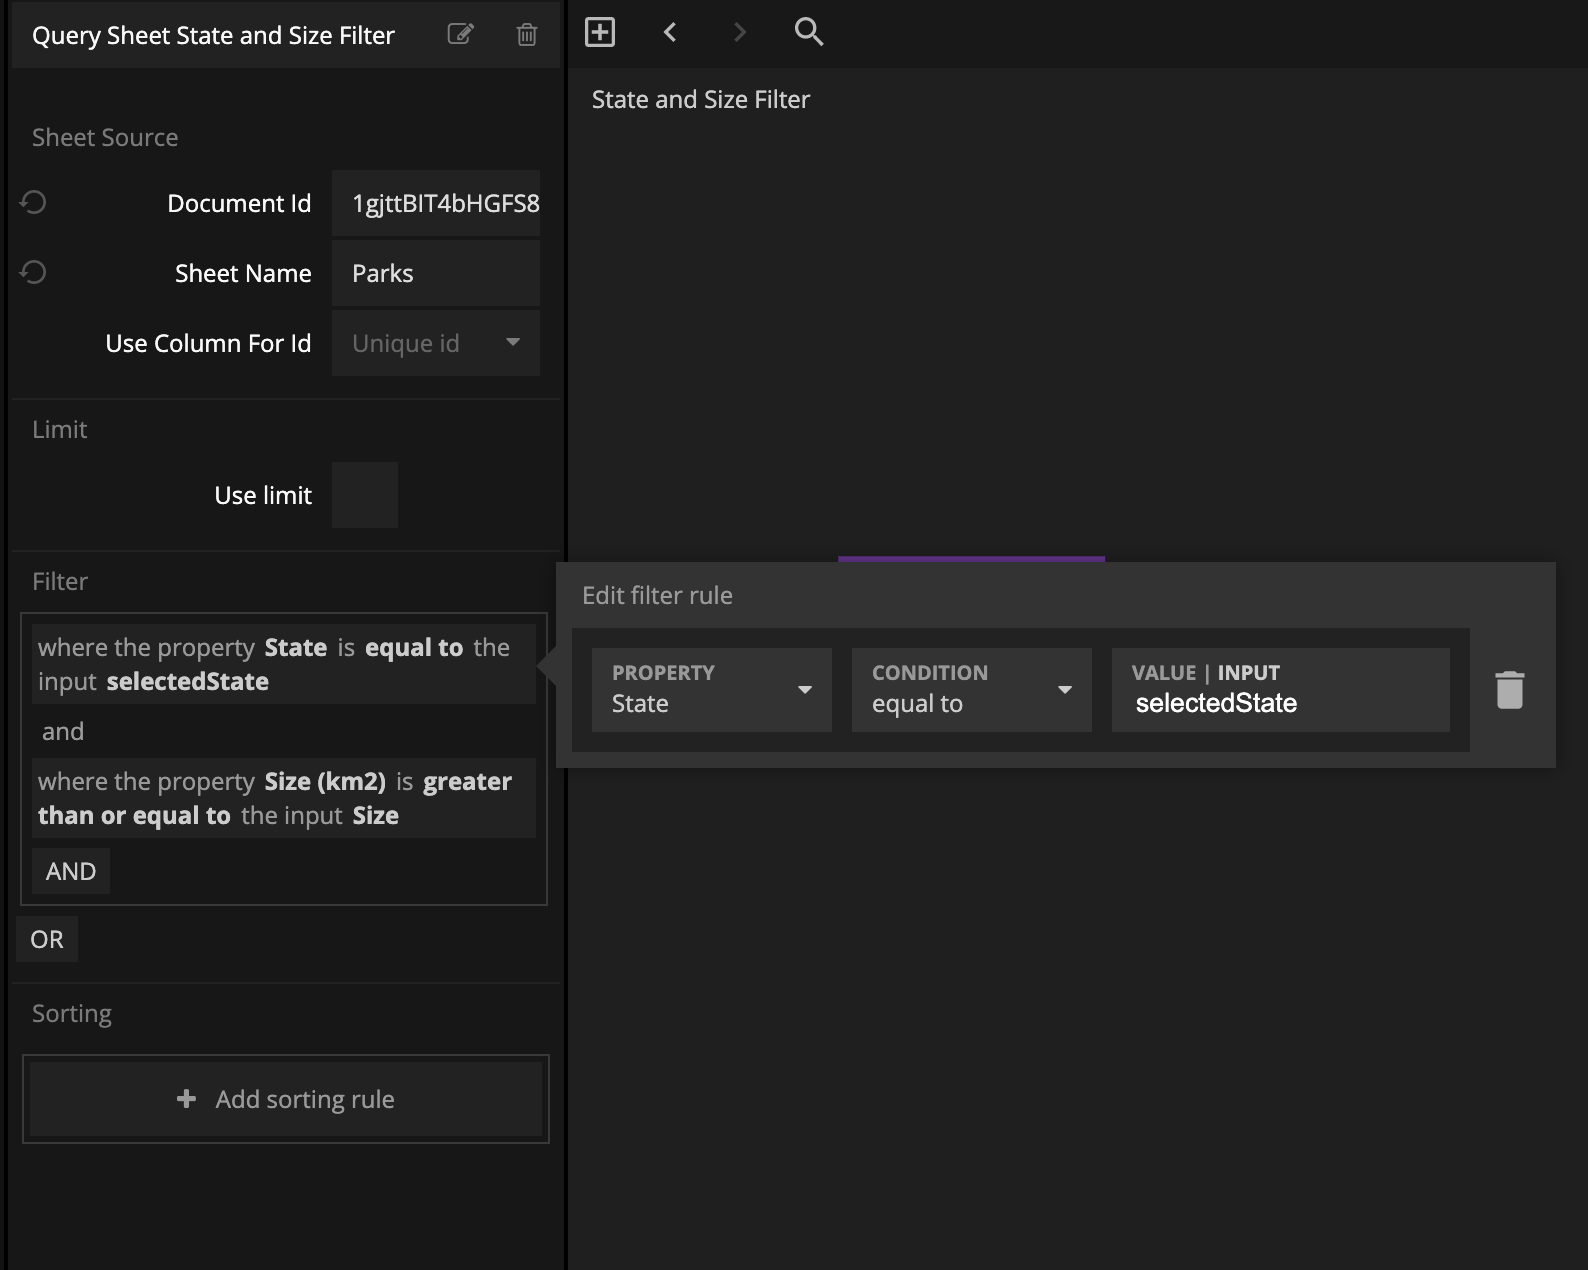 Query Sheet State and Size Filter
State and Size Filter
Sheet Source
Document Id
1gjttBIT4bHGFS8
Sheet Name
Parks
Use Column For Id
Unique id
Limit
Use limit
Filter
where the property State is equal to the
input selectedState
and
where the property Size (km2) is greater
than or equal to the input Size
AND
OR
Edit filter rule
PROPERTY
State
CONDITION
equal to
VALUE | INPUT
selectedState
Sorting
Add sorting rule